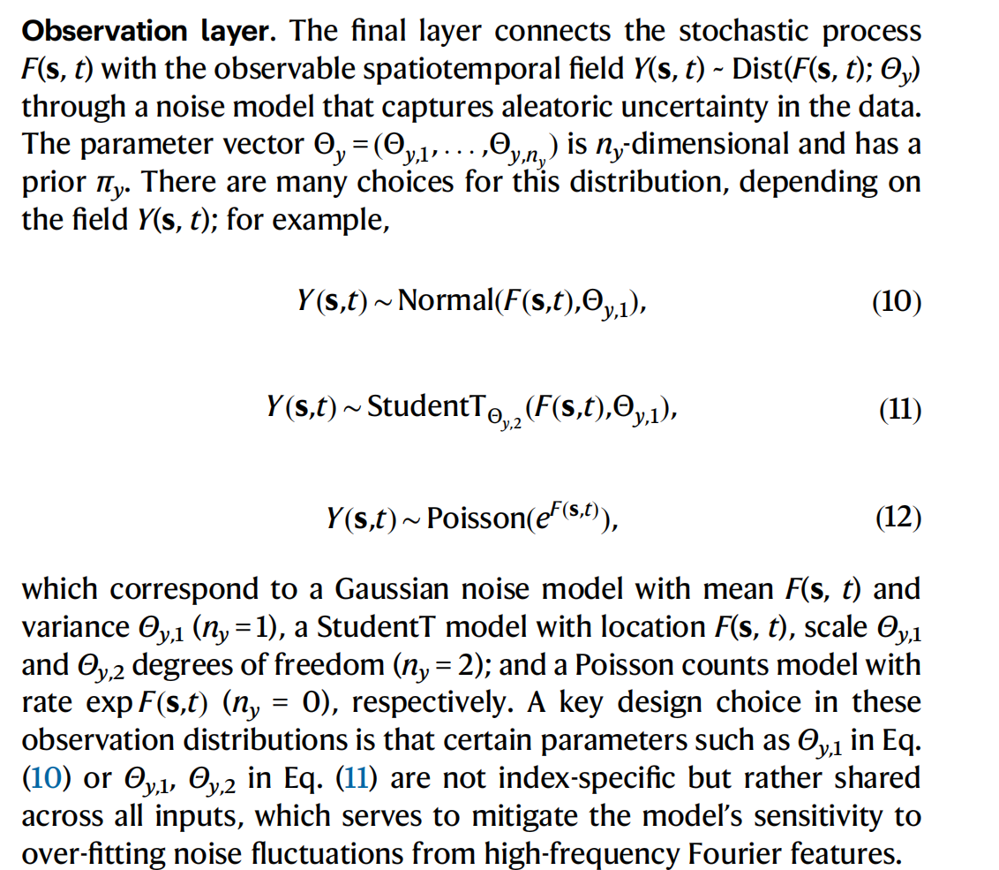 Observation layer. The final layer connects the stochastic process
F(s, t) with the observable spatiotemporal field Y(s, t) ~ Dist(F(s, t); Θy)
through a noise model that captures aleatoric uncertainty in the data.
The parameter vector Θy = (Θy,1, . . . ,Θy,ny) is ny-dimensional and has a
prior πy. There are many choices for this distribution, depending on
the field Y(s, t); for example,
Y(s,t) ~ Normal(F(s,t),Θy,1), (10)
Y(s,t) ~ StudentTΘy,2(F(s,t),Θy,1), (11)
Y(s,t) ~ Poisson(e^F(s,t)), (12)
which correspond to a Gaussian noise model with mean F(s, t) and
variance Θy,1 (ny = 1), a StudentT model with location F(s, t), scale Θy,1
and Θy,2 degrees of freedom (ny = 2); and a Poisson counts model with
rate exp F(s,t) (ny = 0), respectively. A key design choice in these
observation distributions is that certain parameters such as Θy,1 in Eq.
(10) or Θy,1, Θy,2 in Eq. (11) are not index-specific but rather shared
across all inputs, which serves to mitigate the model's sensitivity to
over-fitting noise fluctuations from high-frequency Fourier features.